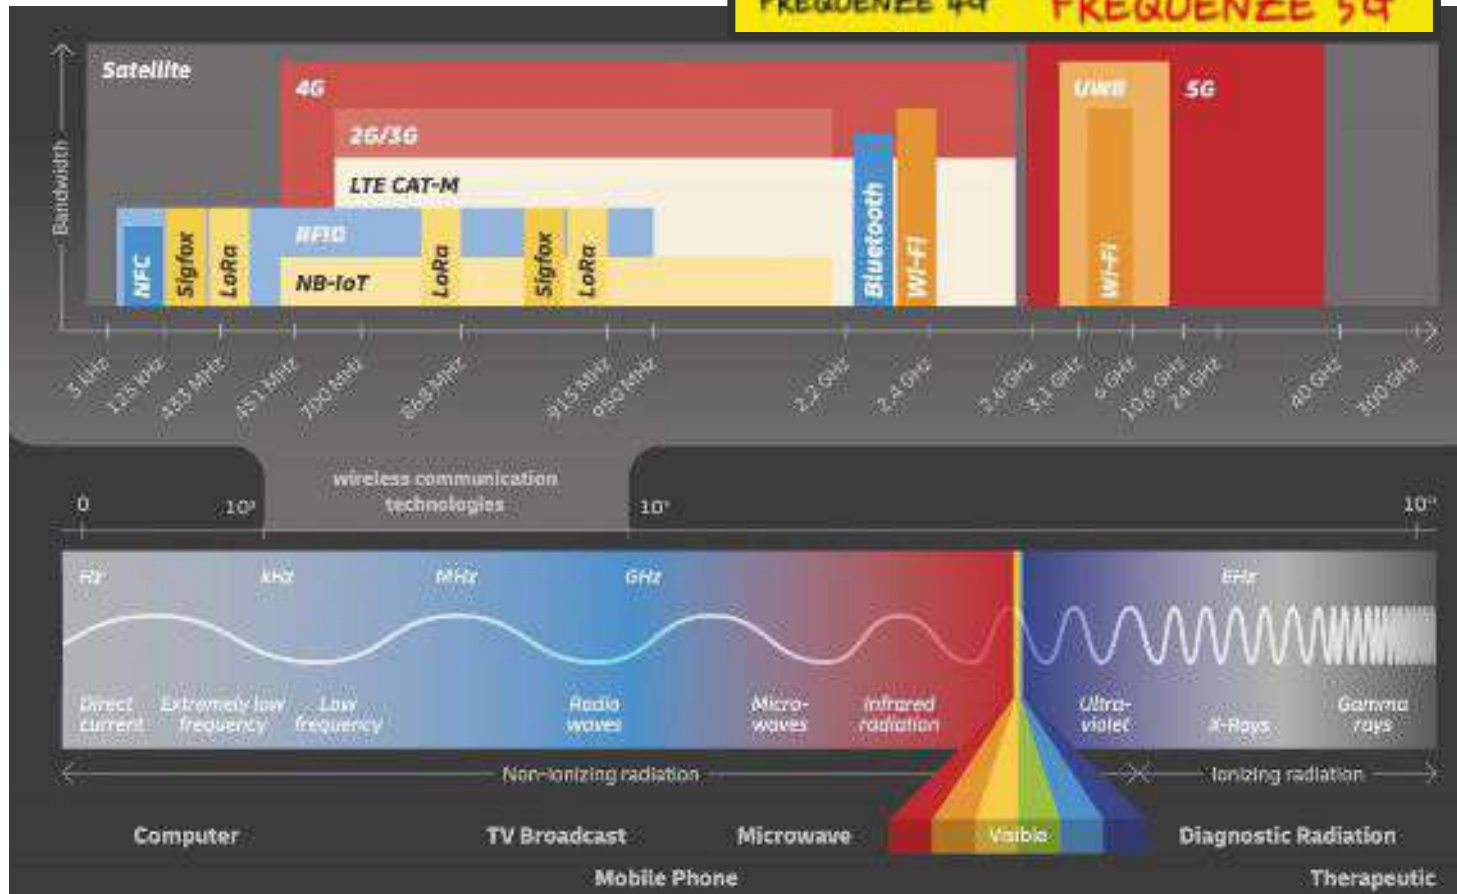 FREQUENZE 4G FREQUENZE 5G
Satellite
4G
UWB 5G
2G/3G
LTE CAT-M
Bandwidth
RFID
NFC Sigfox LoRa LoRa Sigfox LoRa Bluetooth Wi-Fi Wi-Fi
NB-IoT
3 kHz 125 kHz 433 MHz 451 MHz 700 MHz 868 MHz 915 MHz 950 MHz 2,2 GHz 2,4 GHz 2,6 GHz 3,1 GHz 6 GHz 10,6 GHz 24 GHz 40 GHz 300 GHz
wireless communication
technologies
0
Hz kHz MHz GHz EHz
Direct
current
Extremely low
frequency
Low
frequency
Radio
waves
Micro-
waves
Infrared
radiation
Ultra-
violet
X-Rays
Gamma
rays
Non-ionizing radiation
Ionizing radiation
Computer TV Broadcast Microwave Visible Diagnostic Radiation
Mobile Phone Therapeutic